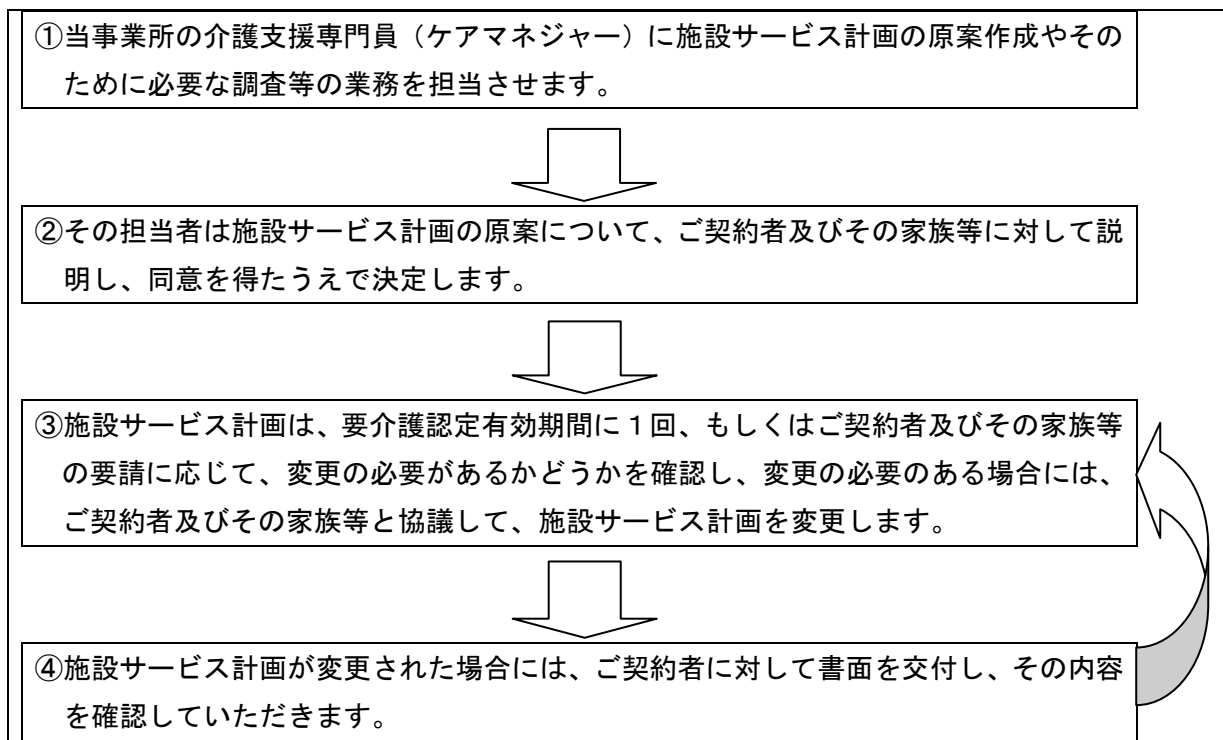 ①当事業所の介護支援専門員（ケアマネジャー）に施設サービス計画の原案作成やその
ために必要な調査等の業務を担当させます。
②その担当者は施設サービス計画の原案について、ご契約者及びその家族等に対して説
明し、同意を得たうえで決定します。
③施設サービス計画は、要介護認定有効期間に１回、もしくはご契約者及びその家族等
の要請に応じて、変更の必要があるかどうかを確認し、変更の必要のある場合には、
ご契約者及びその家族等と協議して、施設サービス計画を変更します。
④施設サービス計画が変更された場合には、ご契約者に対して書面を交付し、その内容
を確認していただきます。